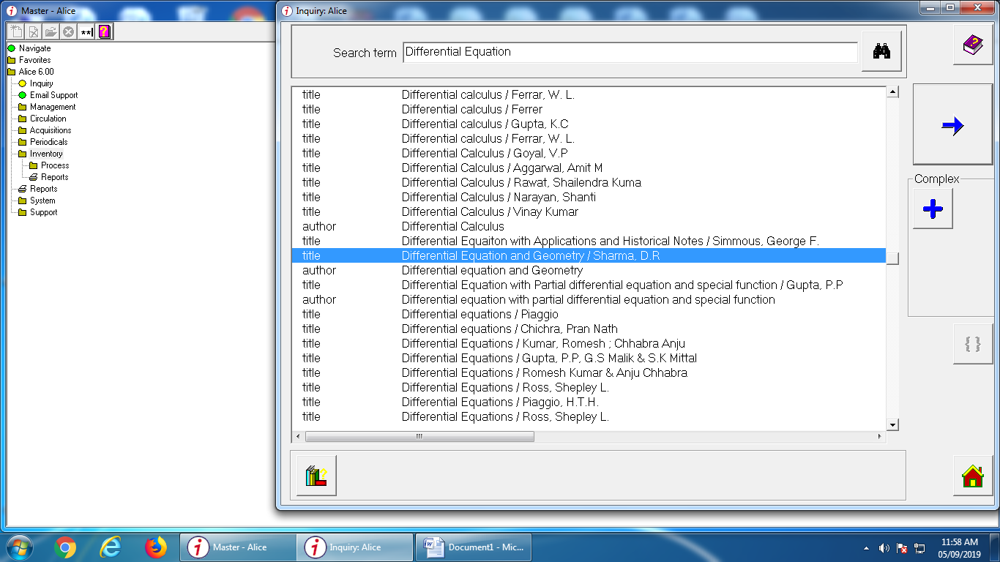 Master - Alice
Navigate
Favorites
Alice 6.00
Inquiry
Email Support
Management
Circulation
Acquisitions
Periodicals
Inventory
Process
Reports
Reports
System
Support
Inquiry: Alice
Search term Differential Equation
title Differential calculus / Ferrar, W. L.
title Differential calculus / Ferrer
title Differential calculus / Gupta, K.C
title Differential calculus / Ferrar, W. L.
title Differential Calculus / Goyal, V.P
title Differential Calculus / Aggarwal, Amit M
title Differential Calculus / Rawat, Shailendra Kuma
title Differential Calculus / Narayan, Shanti
title Differential Calculus / Vinay Kumar
author Differential Calculus
title Differential Equaiton with Applications and Historical Notes / Simmous, George F.
title Differential Equation and Geometry / Sharma, D.R
author Differential equation and Geometry
title Differential Equation with Partial differential equation and special function / Gupta, P.P
author Differential equation with partial differential equation and special function
title Differential equations / Piaggio
title Differential equations / Chichra, Pran Nath
title Differential Equations / Kumar, Romesh ; Chhabra Anju
title Differential Equations / Gupta, P.P, G.S Malik & S.K Mittal
title Differential Equations / Romesh Kumar & Anju Chhabra
title Differential Equations / Ross, Shepley L.
title Differential Equations / Piaggio, H.T.H.
title Differential Equations / Ross, Shepley L.
Complex
Master - Alice
Inquiry: Alice
Document1 - Mic...
11:58 AM
05/09/2019